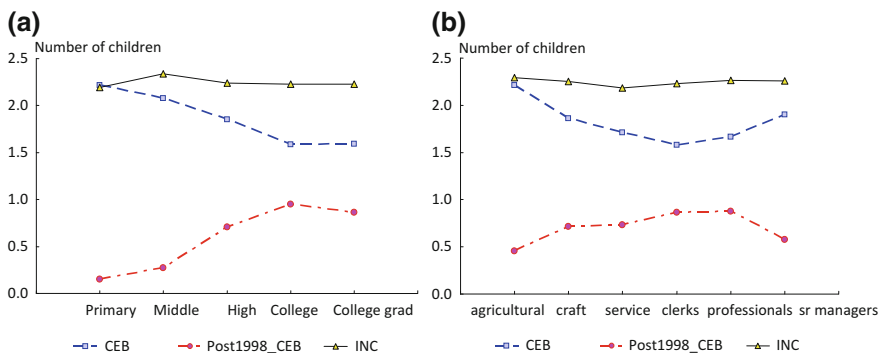 (a)
Number of children
2.5
2.0
1.5
1.0
0.5
0.0
Primary Middle High College College grad
CEB Post1998_CEB INC
(b)
Number of children
2.5
2.0
1.5
1.0
0.5
0.0
agricultural craft service clerks professionals sr managers
CEB Post1998_CEB INC